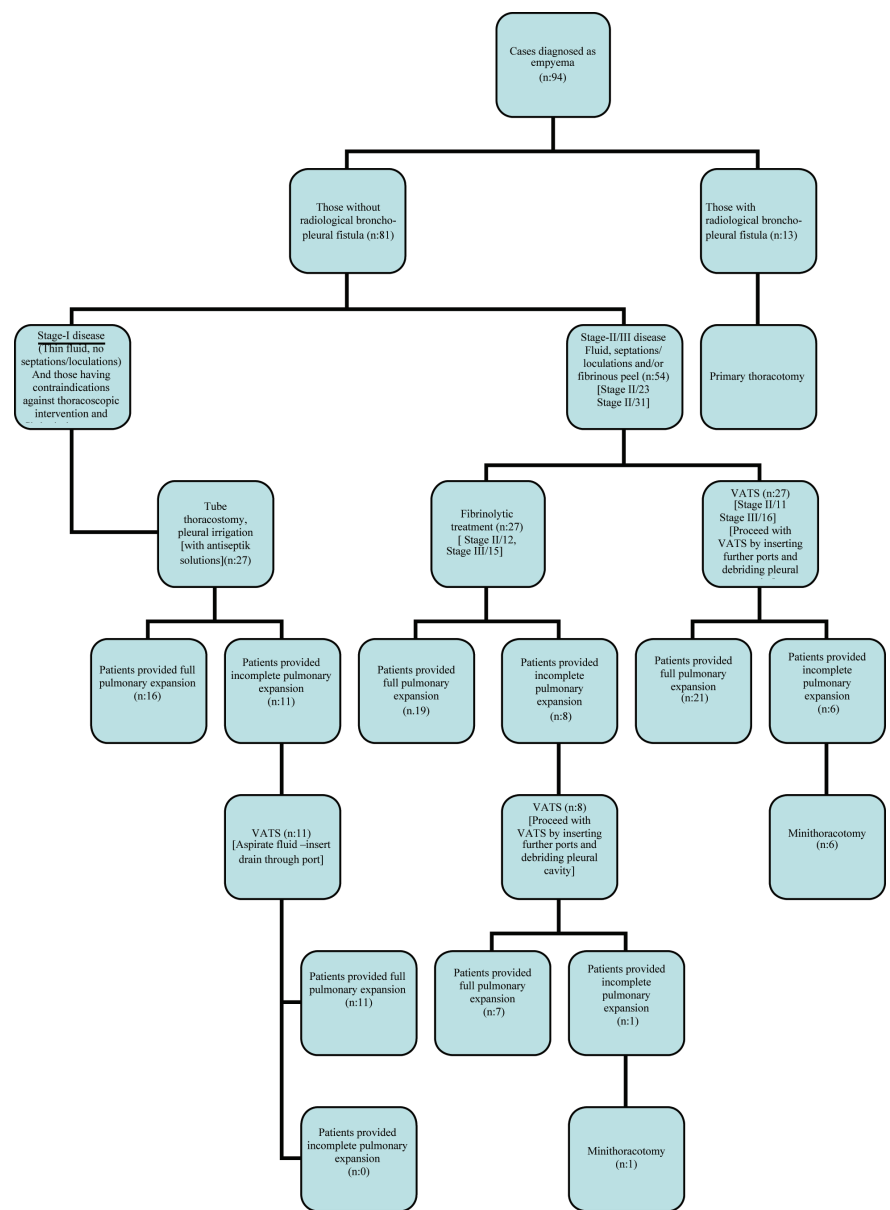 Cases diagnosed as
empyema
(n:94)
Those without
radiological broncho-
pleural fistula (n:81)
Those with
radiological broncho-
pleural fistula (n:13)
Stage-I disease
(Thin fluid, no
septations/loculations)
And those having
contraindications
against thoracoscopic
intervention and
Stage-II/III disease
Fluid, septations/
loculations and/or
fibrinous peel (n:54)
[Stage II/23
Stage II/31]
Primary thoracotomy
Tube
thoracostomy,
pleural irrigation
[with antiseptik
solutions](n:27)
Fibrinolytic
treatment (n:27)
[ Stage II/12,
Stage III/15]
VATS (n:27)
[Stage II/11
Stage III/16]
[Proceed with
VATS by inserting
further ports and
debriding pleural
Patients provided full
pulmonary expansion
(n:16)
Patients provided
incomplete pulmonary
expansion
(n:11)
Patients provided full
pulmonary expansion
(n.19)
Patients provided
incomplete
pulmonary
expansion
(n:8)
Patients provided full
pulmonary expansion
(n:21)
Patients provided
incomplete
pulmonary
expansion
(n:6)
VATS (n:11)
[Aspirate fluid –insert
drain through port]
VATS (n:8)
[Proceed with
VATS by inserting
further ports and
debriding pleural
cavity]
Minithoracotomy
(n:6)
Patients provided full
pulmonary expansion
(n:11)
Patients provided full
pulmonary expansion
(n:7)
Patients provided
incomplete
pulmonary
expansion
(n:1)
Patients provided
incomplete pulmonary
expansion
(n:0)
Minithoracotomy
(n:1)